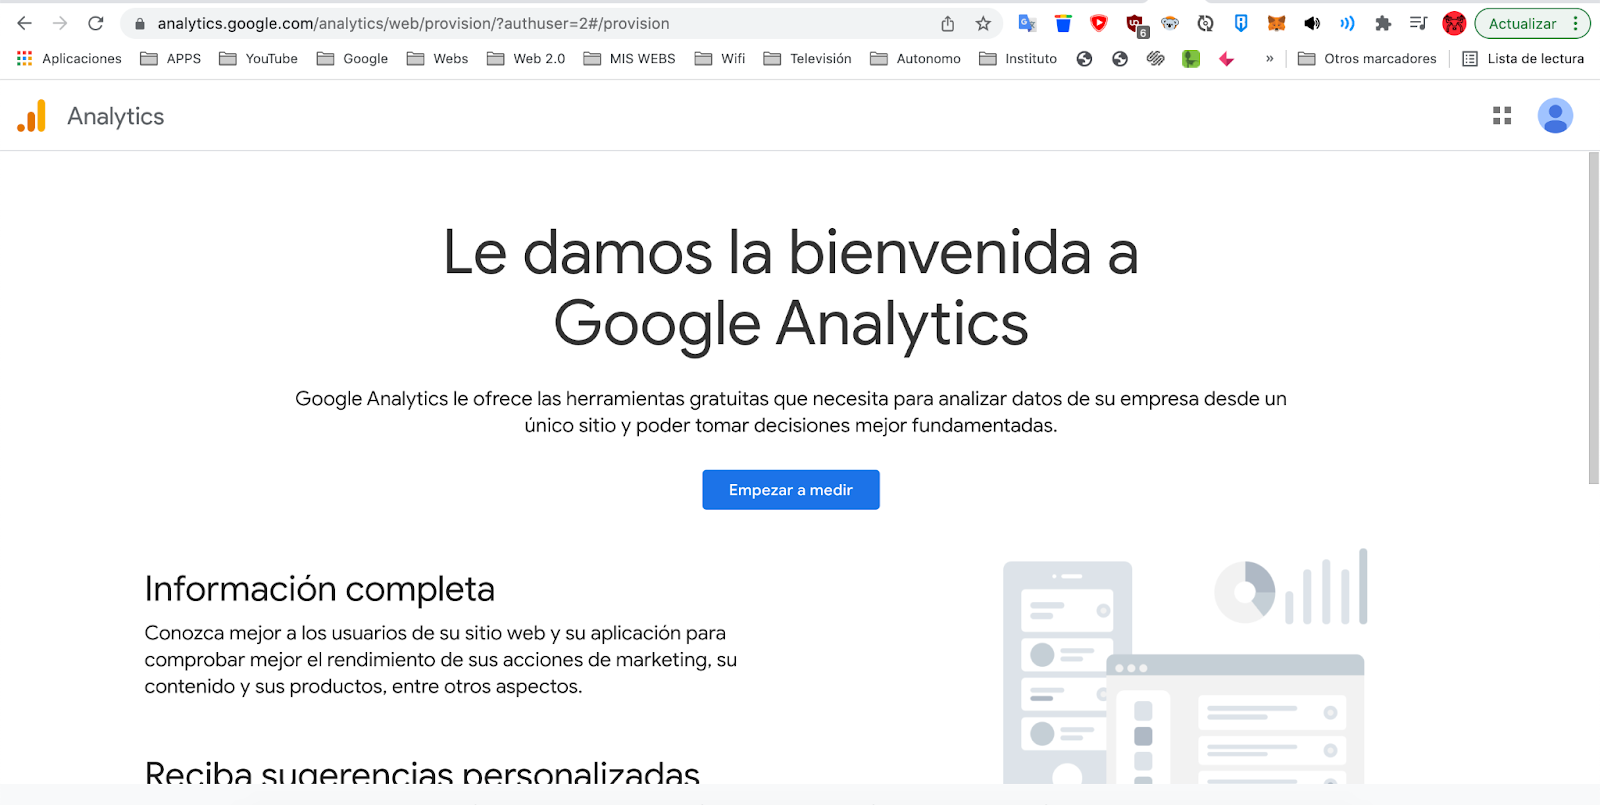 analytics.google.com/analytics/web/provision/?authuser=2#/provision
6
Actualizar
Aplicaciones APPS YouTube Google Webs Web 2.0 MIS WEBS Wifi Televisión Autonomo Instituto » Otros marcadores Lista de lectura
Analytics
Le damos la bienvenida a
Google Analytics
Google Analytics le ofrece las herramientas gratuitas que necesita para analizar datos de su empresa desde un
único sitio y poder tomar decisiones mejor fundamentadas.
Empezar a medir
Información completa
Conozca mejor a los usuarios de su sitio web y su aplicación para
comprobar mejor el rendimiento de sus acciones de marketing, su
contenido y sus productos, entre otros aspectos.
Reciba sugerencias personalizadas